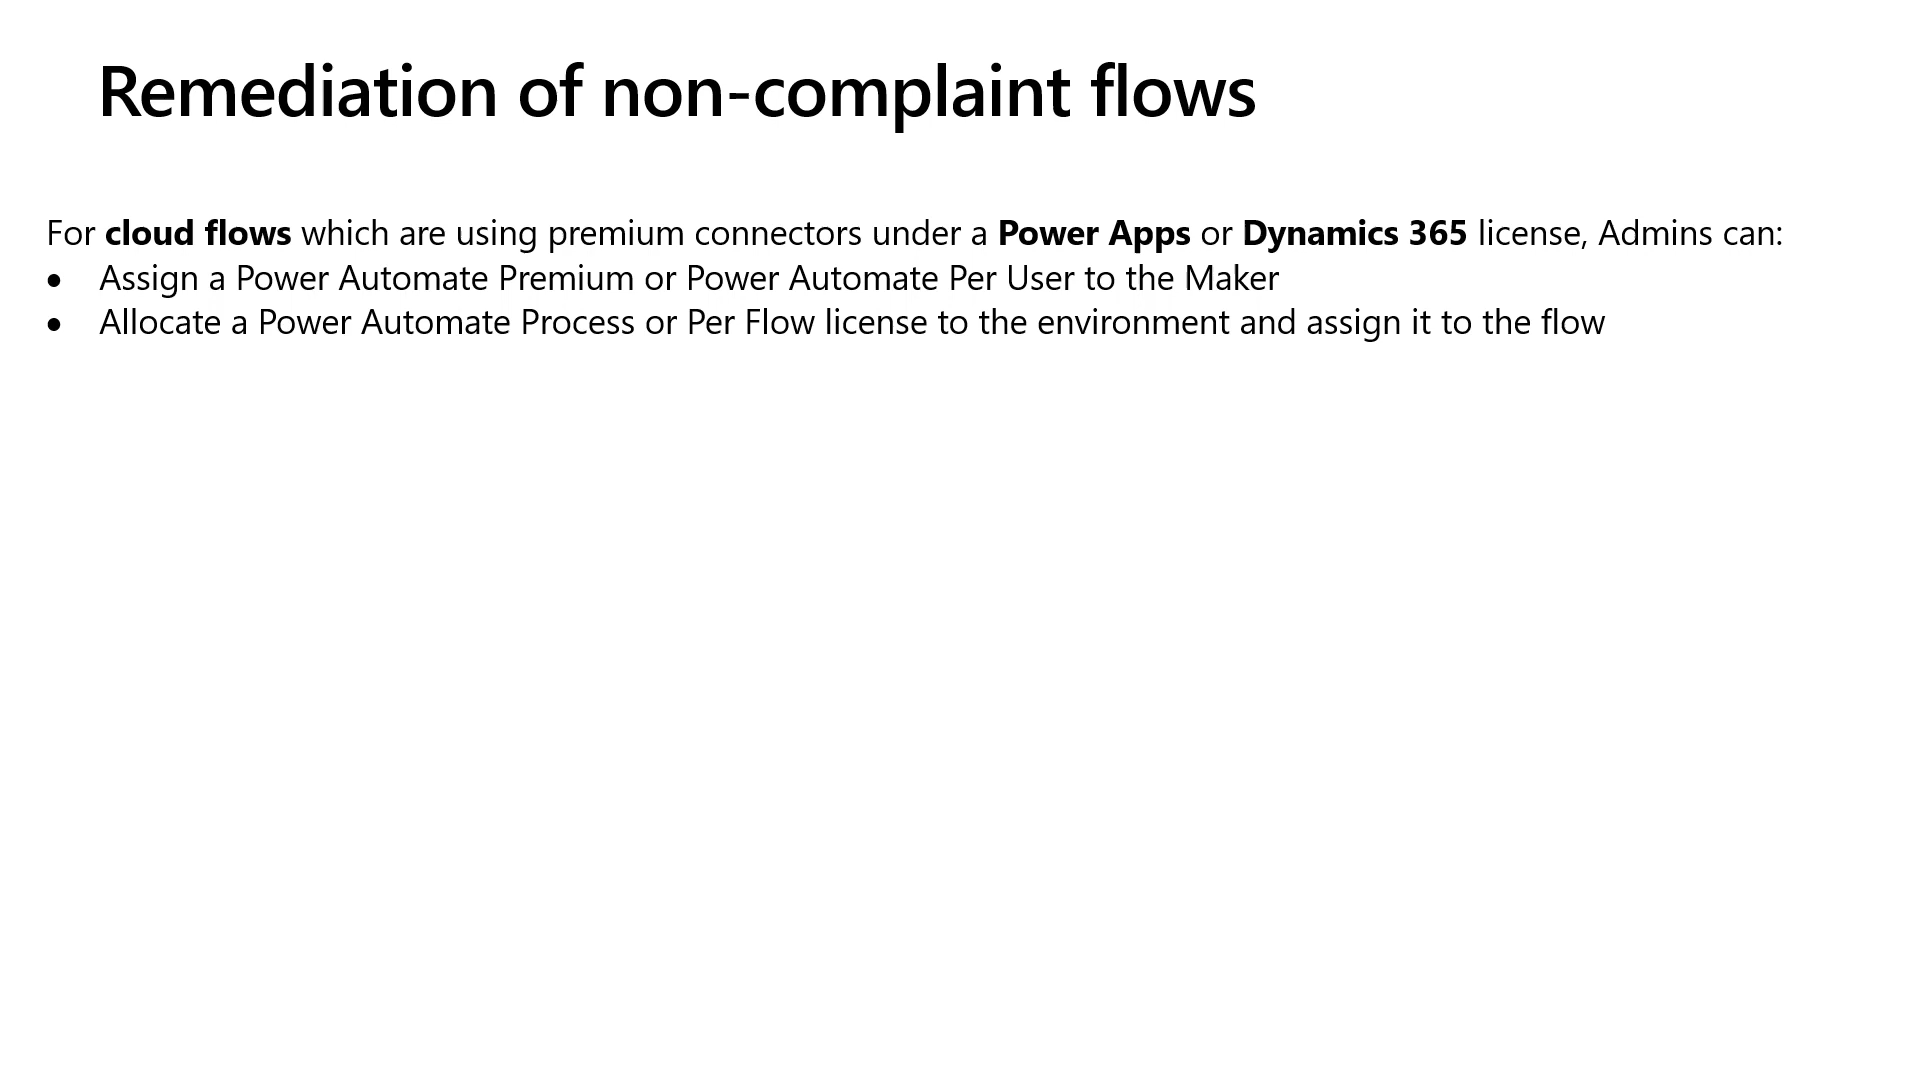 Remediation of non-complaint flows
For cloud flows which are using premium connectors under a Power Apps or Dynamics 365 license, Admins can:
• Assign a Power Automate Premium or Power Automate Per User to the Maker
• Allocate a Power Automate Process or Per Flow license to the environment and assign it to the flow